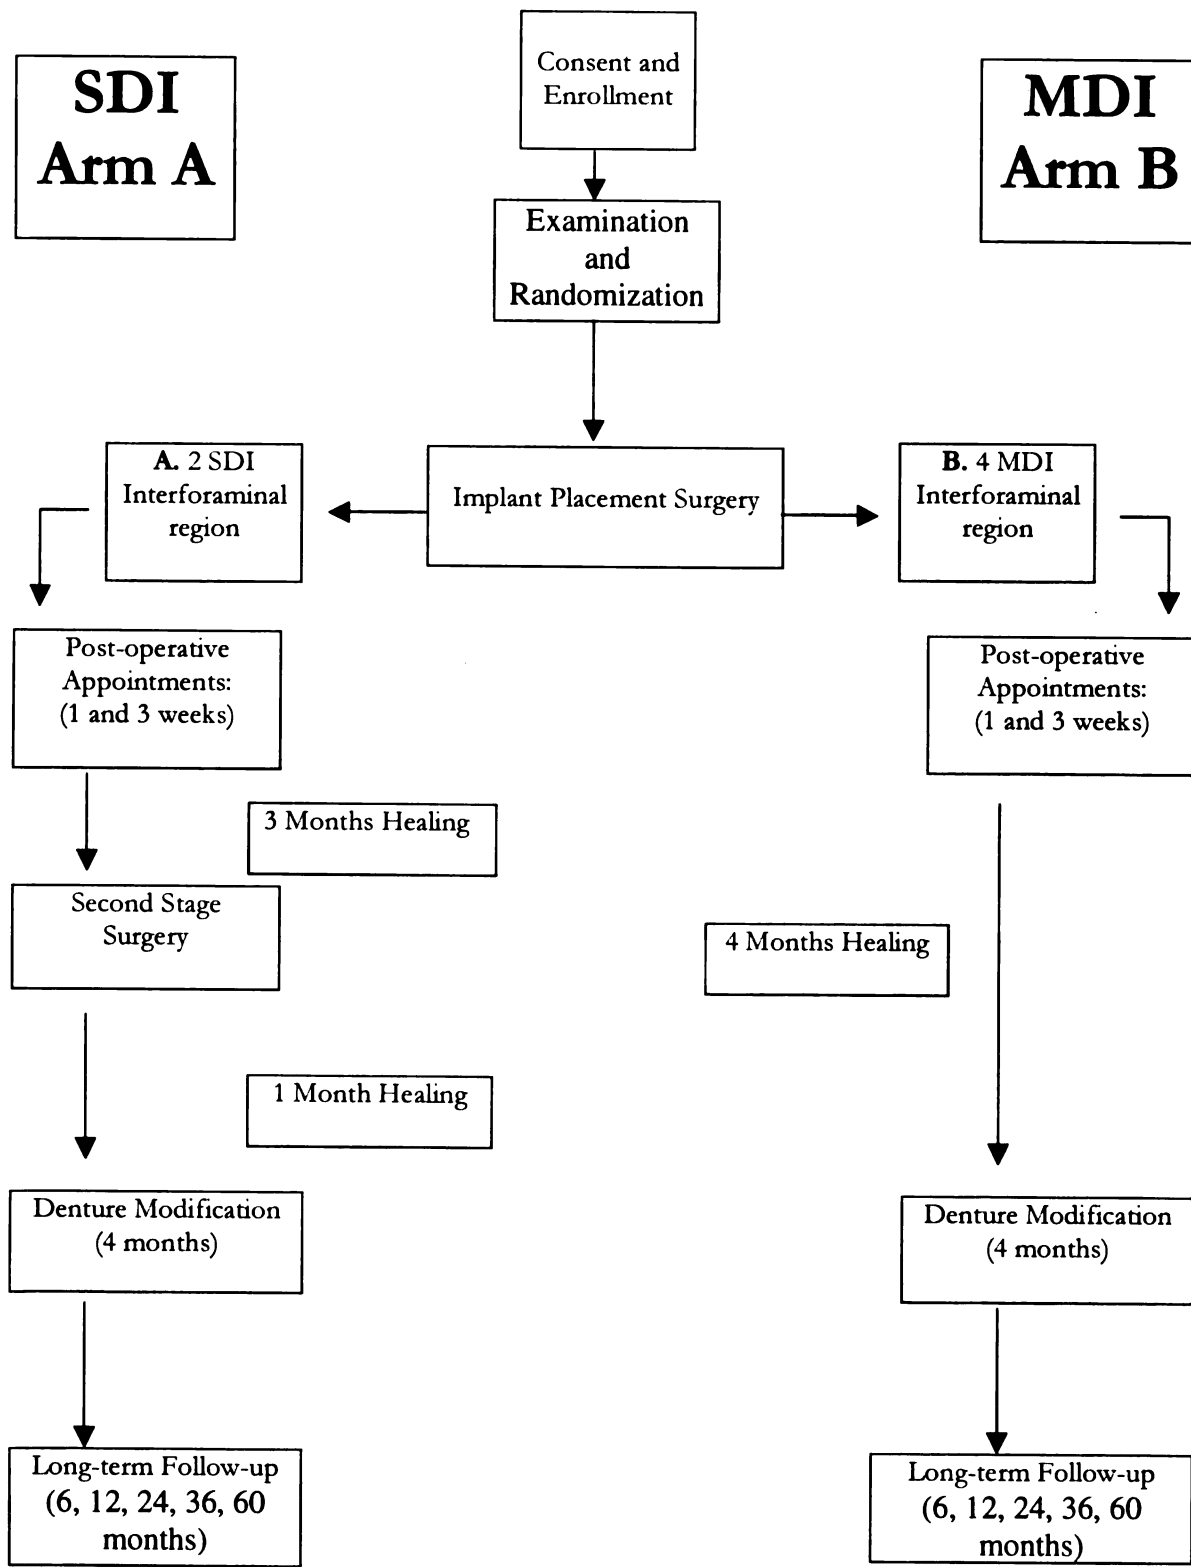 Consent and
Enrollment
SDI
Arm A
MDI
Arm B
Examination
and
Randomization
A. 2 SDI
Interforaminal
region
Implant Placement Surgery
B. 4 MDI
Interforaminal
region
Post-operative
Appointments:
(1 and 3 weeks)
Post-operative
Appointments:
(1 and 3 weeks)
3 Months Healing
Second Stage
Surgery
4 Months Healing
1 Month Healing
Denture Modification
(4 months)
Denture Modification
(4 months)
Long-term Follow-up
(6, 12, 24, 36, 60
months)
Long-term Follow-up
(6, 12, 24, 36, 60
months)